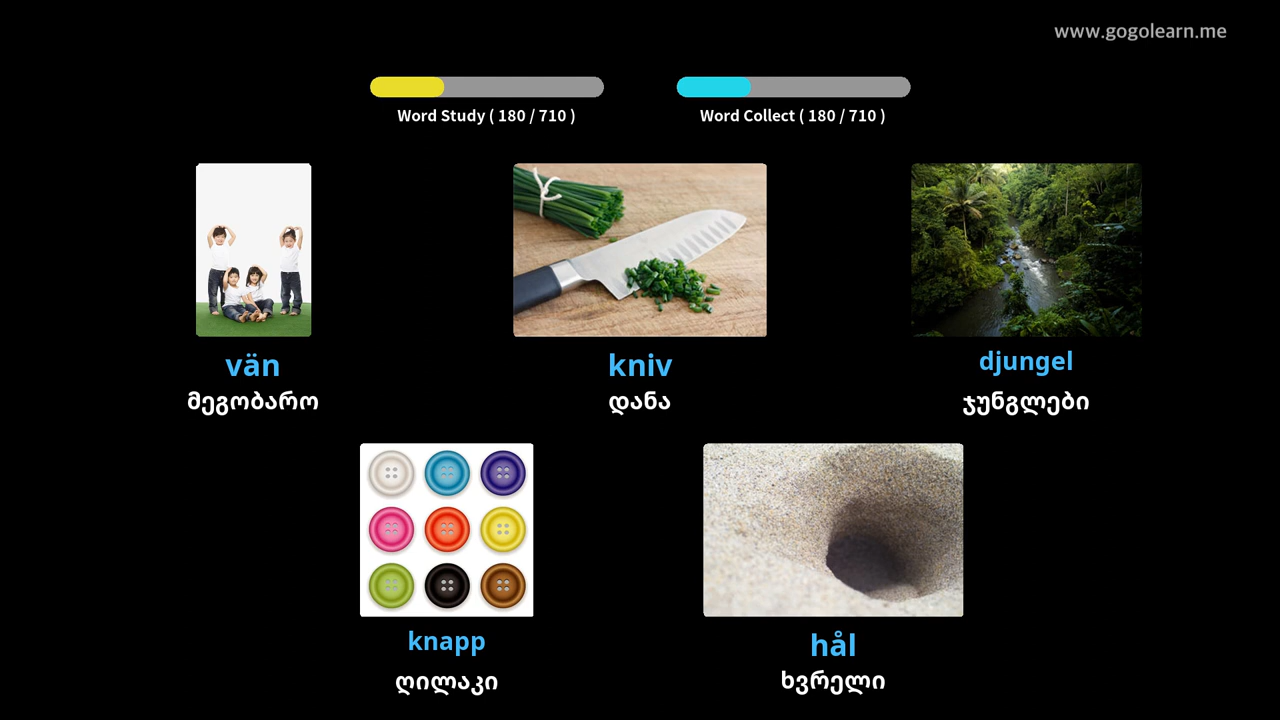 www.gogolearn.me
Word Study ( 180 / 710 )
Word Collect ( 180 / 710 )
vän
მეგობარო
kniv
დანა
djungel
ჯუნგლები
knapp
ღილაკი
hål
ხვრელი